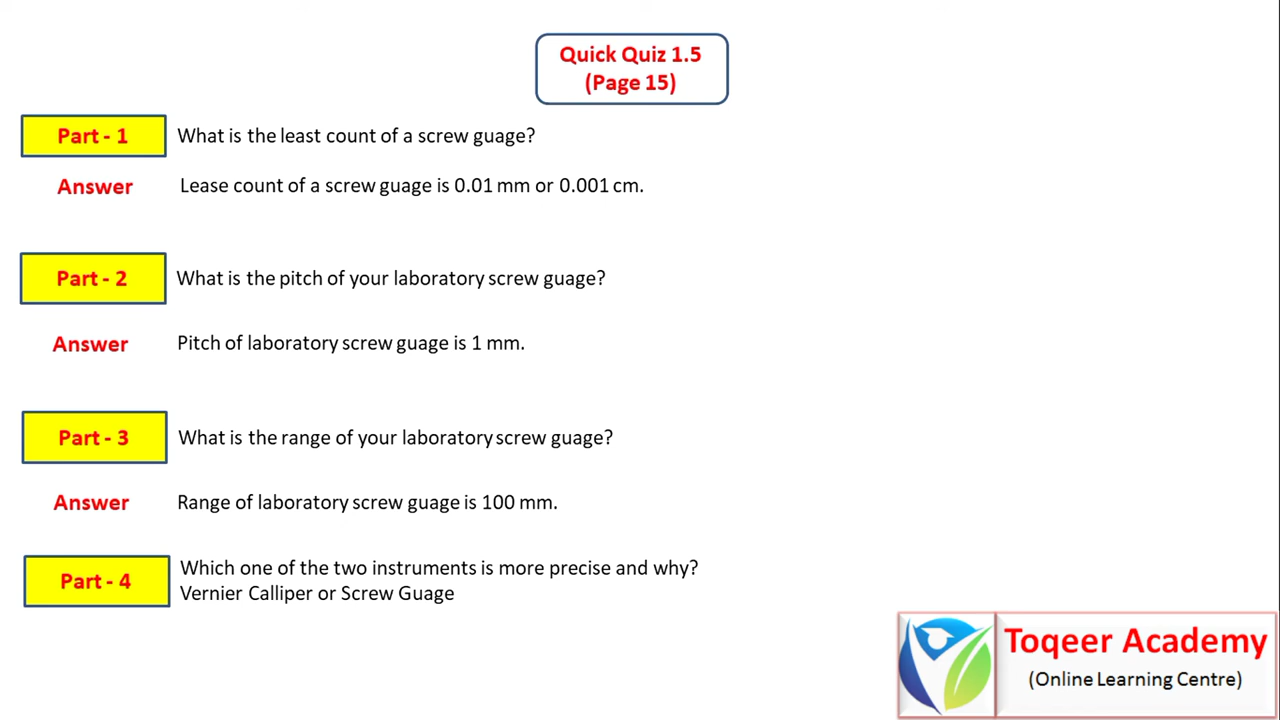 Quick Quiz 1.5
(Page 15)
Part - 1
What is the least count of a screw guage?
Answer
Lease count of a screw guage is 0.01 mm or 0.001 cm.
Part - 2
What is the pitch of your laboratory screw guage?
Answer
Pitch of laboratory screw guage is 1 mm.
Part - 3
What is the range of your laboratory screw guage?
Answer
Range of laboratory screw guage is 100 mm.
Part - 4
Which one of the two instruments is more precise and why?
Vernier Calliper or Screw Guage
Toqeer Academy
(Online Learning Centre)